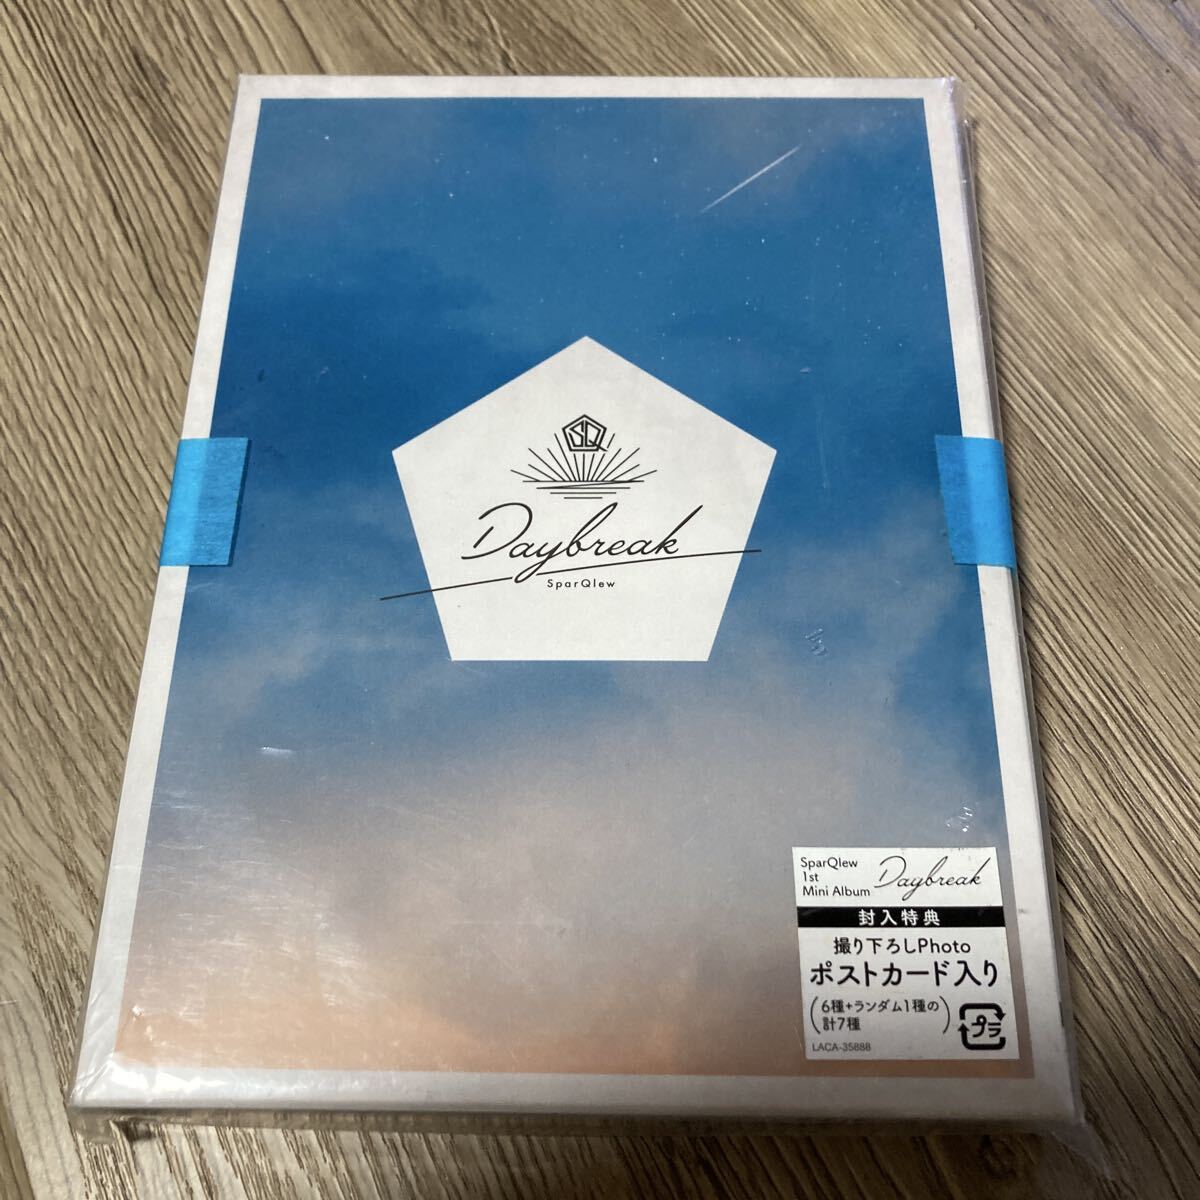 SQ
Daybreak
SparQlew
SparQlew
1st
Mini Album
Daybreak
封入特典
撮り下ろしPhoto
ポストカード入り
(6種+ランダム1種の
計7種)
プラ
LACA-35888